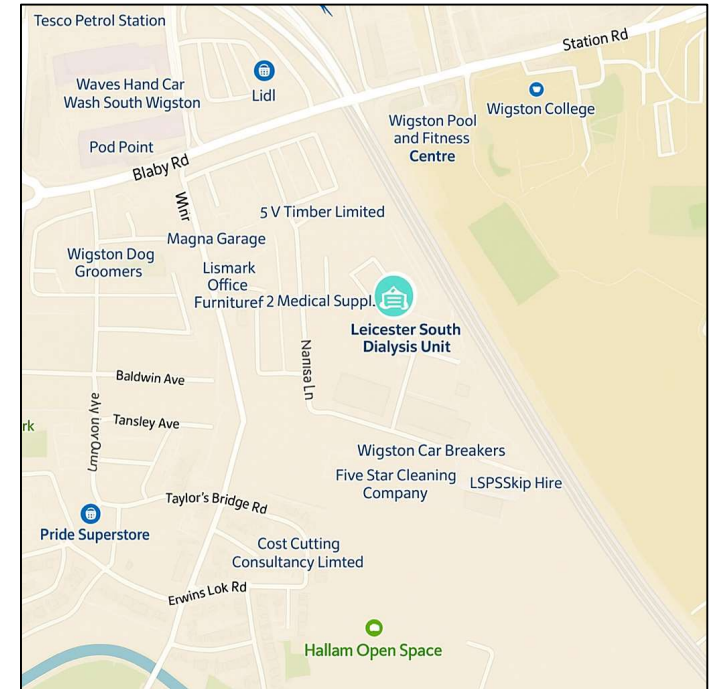 Tesco Petrol Station
Station Rd
Waves Hand Car
Wash South Wigston
Lidl
Wigston College
Wigston Pool
and Fitness
Centre
Pod Point
Blaby Rd
Wlnr
5 V Timber Limited
Magna Garage
Wigston Dog
Groomers
Lismark
Office
Furnituref 2 Medical Suppl.
Leicester South
Dialysis Unit
Nanisa Ln
Baldwin Ave
Tansley Ave
rk
Wigston Car Breakers
Five Star Cleaning
Company
LSPSSkip Hire
Taylor's Bridge Rd
Pride Superstore
Cost Cutting
Consultancy Limted
Erwins Lok Rd
Hallam Open Space